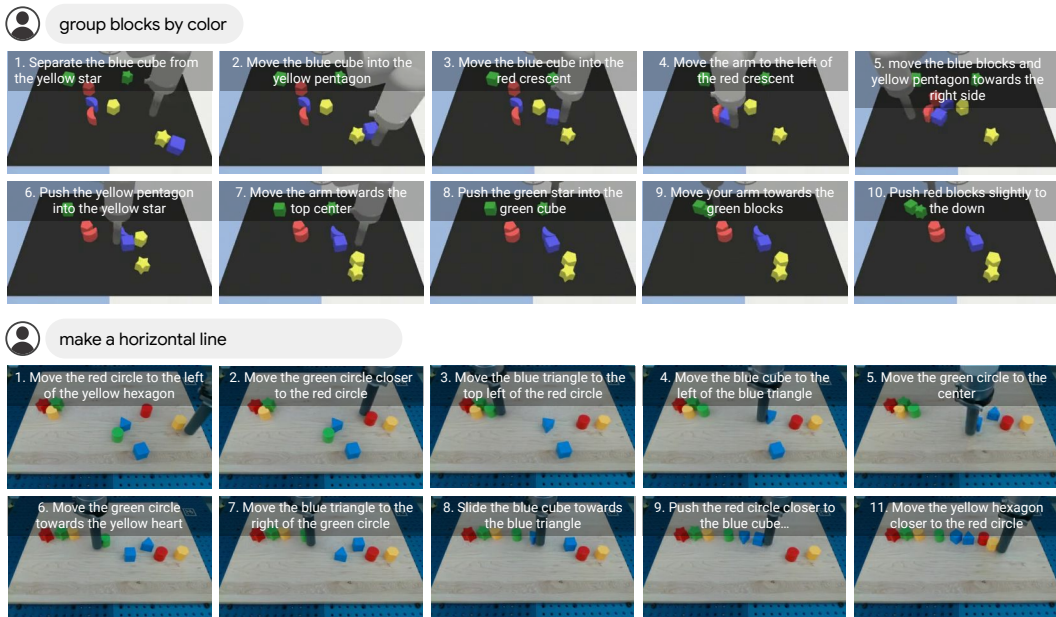 group blocks by color
1. Separate the blue cube from
the yellow star
2. Move the blue cube into the
yellow pentagon
3. Move the blue cube into the
red crescent
4. Move the arm to the left of
the red crescent
5. move the blue blocks and
yellow pentagon towards the
right side
6. Push the yellow pentagon
into the yellow star
7. Move the arm towards the
top center
8. Push the green star into the
green cube
9. Move your arm towards the
green blocks
10. Push red blocks slightly to
the down
make a horizontal line
1. Move the red circle to the left
of the yellow hexagon
2. Move the green circle closer
to the red circle
3. Move the blue triangle to the
top left of the red circle
4. Move the blue cube to the
left of the blue triangle
5. Move the green circle to the
center
6. Move the green circle
towards the yellow heart
7. Move the blue triangle to the
right of the green circle
8. Slide the blue cube towards
the blue triangle
9. Push the red circle closer to
the blue cube...
11. Move the yellow hexagon
closer to the red circle